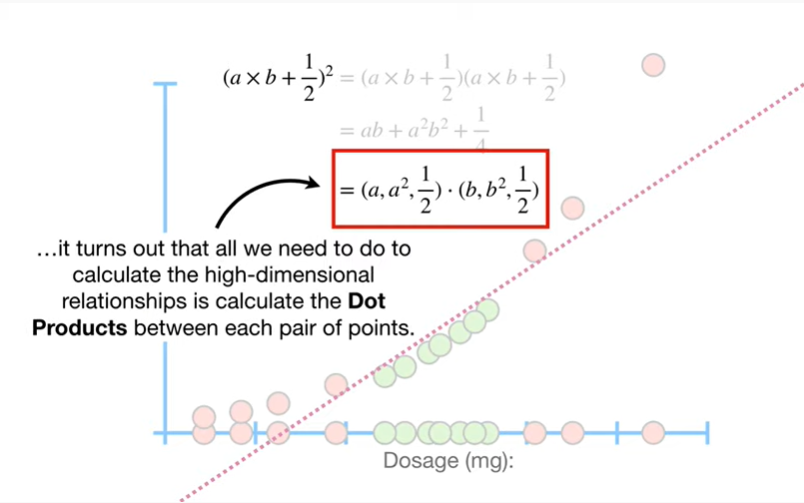 (a × b + 1/2)² = (a × b + 1/2)(a × b + 1/2)
= ab + a²b² + 1/4
= (a, a², 1/2) · (b, b², 1/2)
…it turns out that all we need to do to
calculate the high-dimensional
relationships is calculate the Dot
Products between each pair of points.
Dosage (mg):